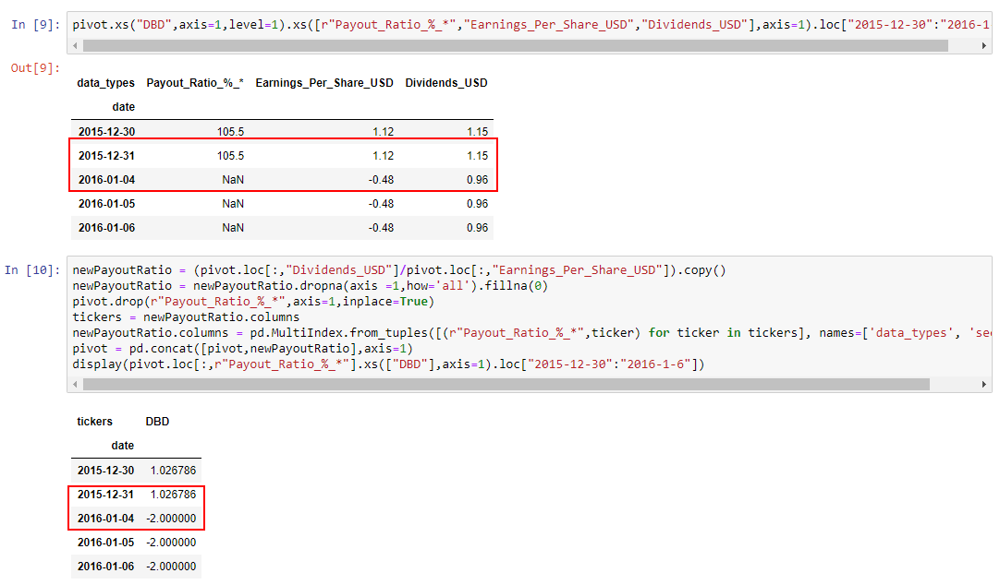 In [9]: pivot.xs("DBD",axis=1,level=1).xs([r"Payout_Ratio_%_*","Earnings_Per_Share_USD","Dividends_USD"],axis=1).loc["2015-12-30":"2016-1
Out[9]:
data_types Payout_Ratio_%_* Earnings_Per_Share_USD Dividends_USD
date
2015-12-30 105.5 1.12 1.15
2015-12-31 105.5 1.12 1.15
2016-01-04 NaN -0.48 0.96
2016-01-05 NaN -0.48 0.96
2016-01-06 NaN -0.48 0.96
In [10]: newPayoutRatio = (pivot.loc[:,"Dividends_USD"]/pivot.loc[:,"Earnings_Per_Share_USD"]).copy()
newPayoutRatio = newPayoutRatio.dropna(axis =1,how='all').fillna(0)
pivot.drop(r"Payout_Ratio_%_*",axis=1,inplace=True)
tickers = newPayoutRatio.columns
newPayoutRatio.columns = pd.MultiIndex.from_tuples([(r"Payout_Ratio_%_*",ticker) for ticker in tickers], names=['data_types', 'se
pivot = pd.concat([pivot,newPayoutRatio],axis=1)
display(pivot.loc[:,r"Payout_Ratio_%_*"].xs(["DBD"],axis=1).loc["2015-12-30":"2016-1-6"])
tickers DBD
date
2015-12-30 1.026786
2015-12-31 1.026786
2016-01-04 -2.000000
2016-01-05 -2.000000
2016-01-06 -2.000000